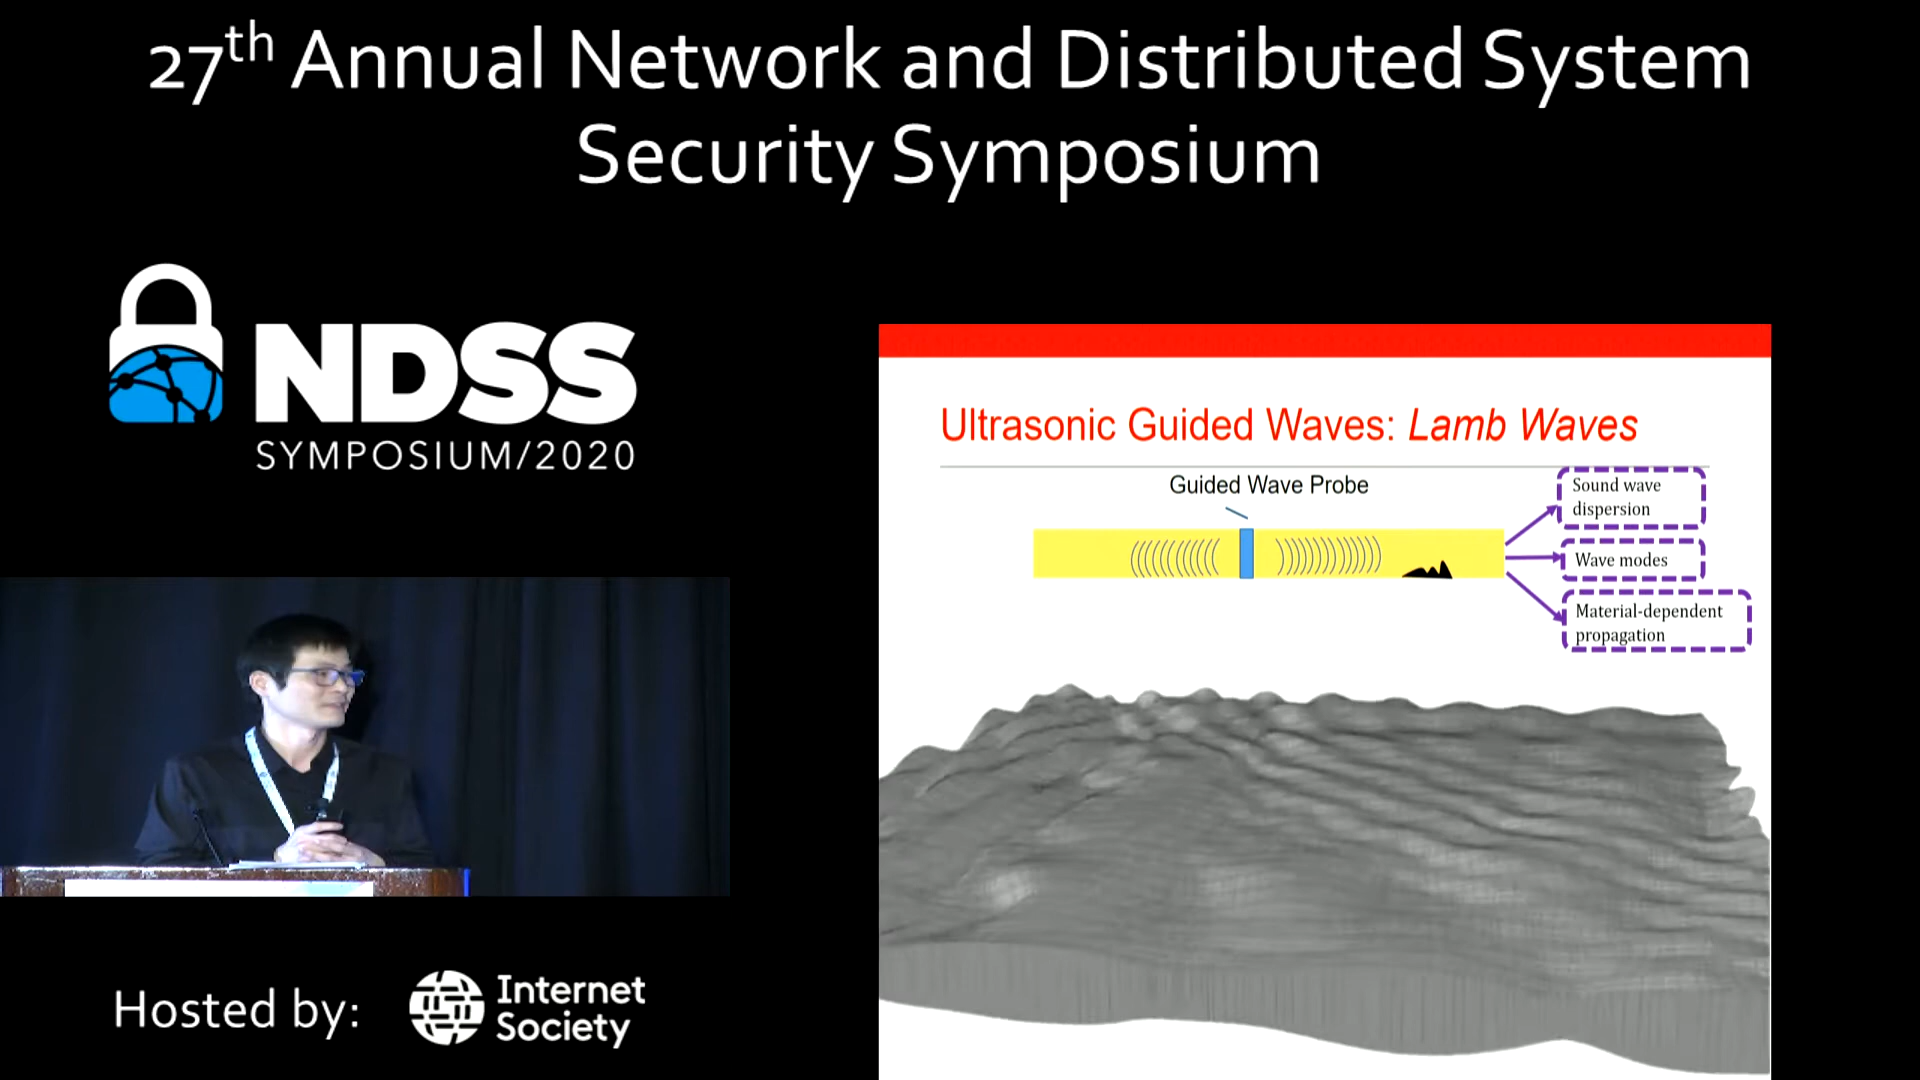 27th Annual Network and Distributed System
Security Symposium
NDSS
SYMPOSIUM/2020
Ultrasonic Guided Waves: Lamb Waves
Guided Wave Probe
Sound wave
dispersion
Wave modes
Material-dependent
propagation
Hosted by:
Internet
Society